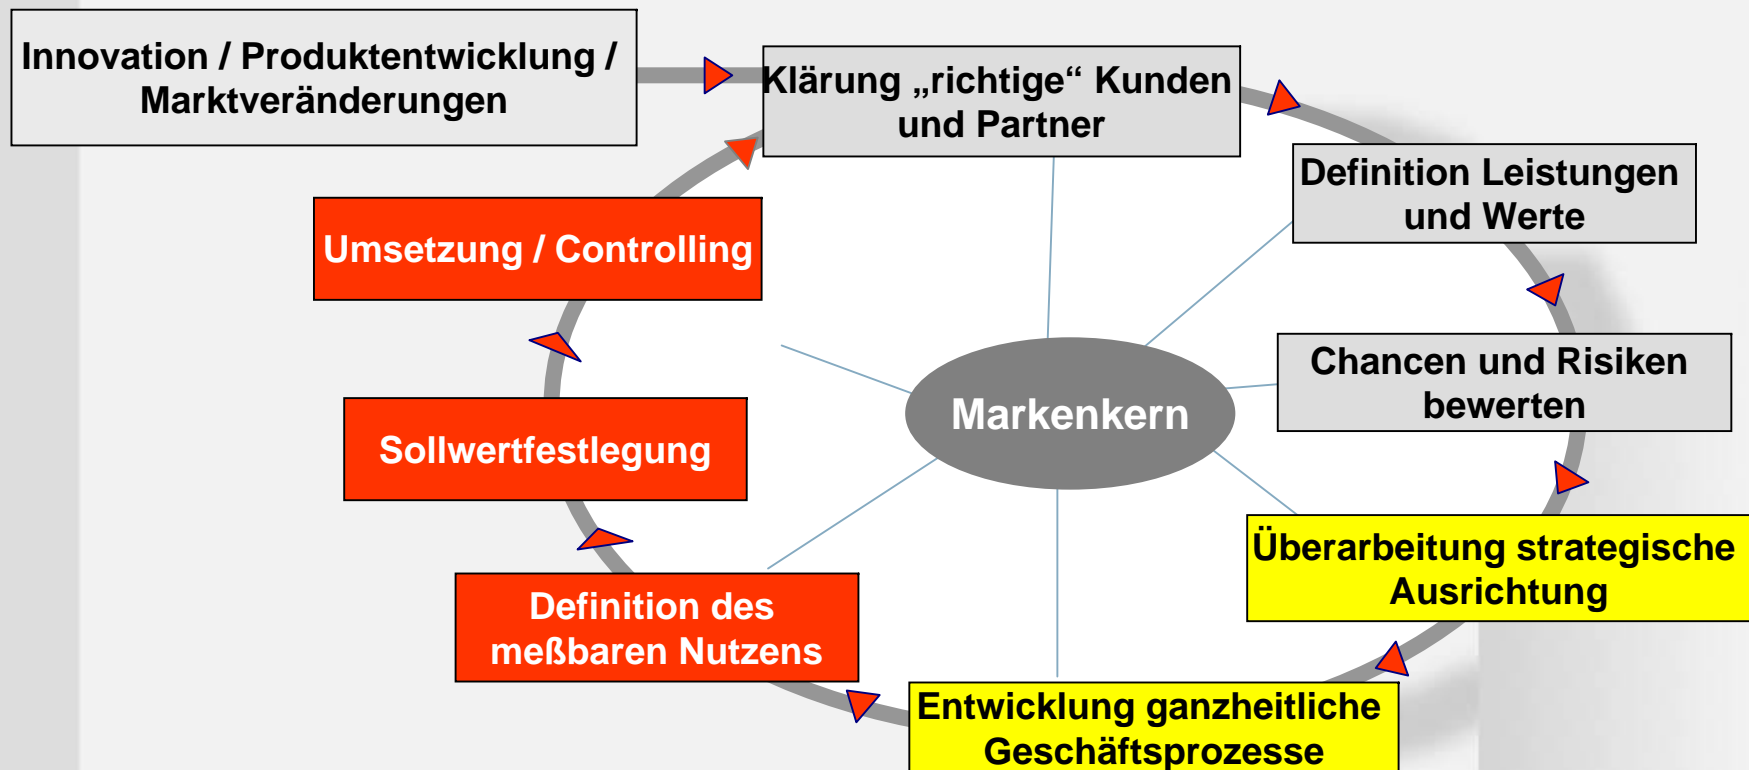 Innovation / Produktentwicklung /
Marktveränderungen
Klärung „richtige“ Kunden
und Partner
Definition Leistungen
und Werte
Chancen und Risiken
bewerten
Überarbeitung strategische
Ausrichtung
Entwicklung ganzheitliche
Geschäftsprozesse
Definition des
meßbaren Nutzens
Sollwertfestlegung
Umsetzung / Controlling
Markenkern